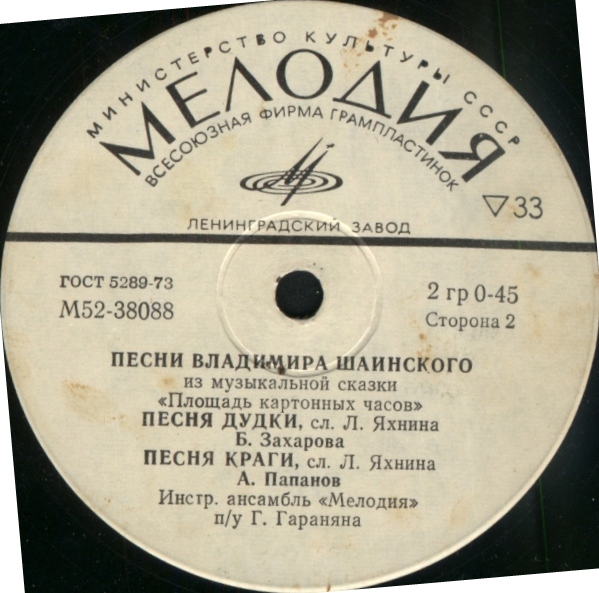 МИНИСТЕРСТВО КУЛЬТУРЫ СССР
МЕЛОДИЯ
ВСЕСОЮЗНАЯ ФИРМА ГРАМПЛАСТИНОК
▽33
ЛЕНИНГРАДСКИЙ ЗАВОД
ГОСТ 5289-73
М52-38088
2 гр 0-45
Сторона 2
ПЕСНИ ВЛАДИМИРА ШАИНСКОГО
из музыкальной сказки
«Площадь картонных часов»
ПЕСНЯ ДУДКИ, сл. Л. Яхнина
Б. Захарова
ПЕСНЯ КРАГИ, сл. Л. Яхнина
А. Папанов
Инстр. ансамбль «Мелодия»
п/у Г. Гараняна